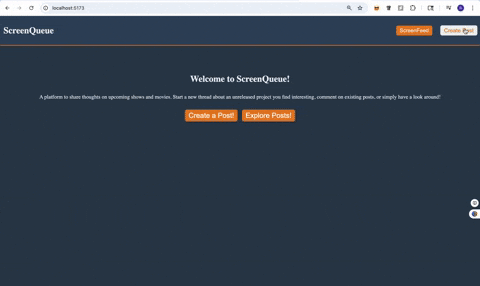 localhost:5173
ScreenQueue
ScreenFeed
Create Post
Welcome to ScreenQueue!
A platform to share thoughts on upcoming shows and movies. Start a new thread about an unreleased project you find interesting, comment on existing posts, or simply have a look around!
Create a Post!
Explore Posts!